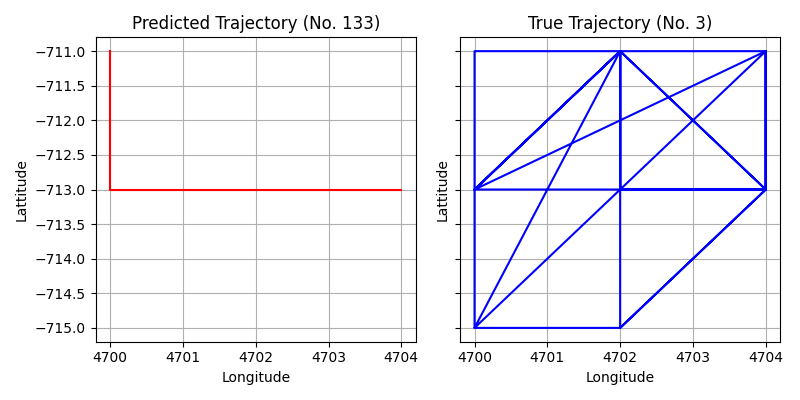 Predicted Trajectory (No. 133)
True Trajectory (No. 3)
−711.0
−711.5
−712.0
−712.5
−713.0
−713.5
−714.0
−714.5
−715.0
Lattitude
Lattitude
4700 4701 4702 4703 4704
4700 4701 4702 4703 4704
Longitude
Longitude